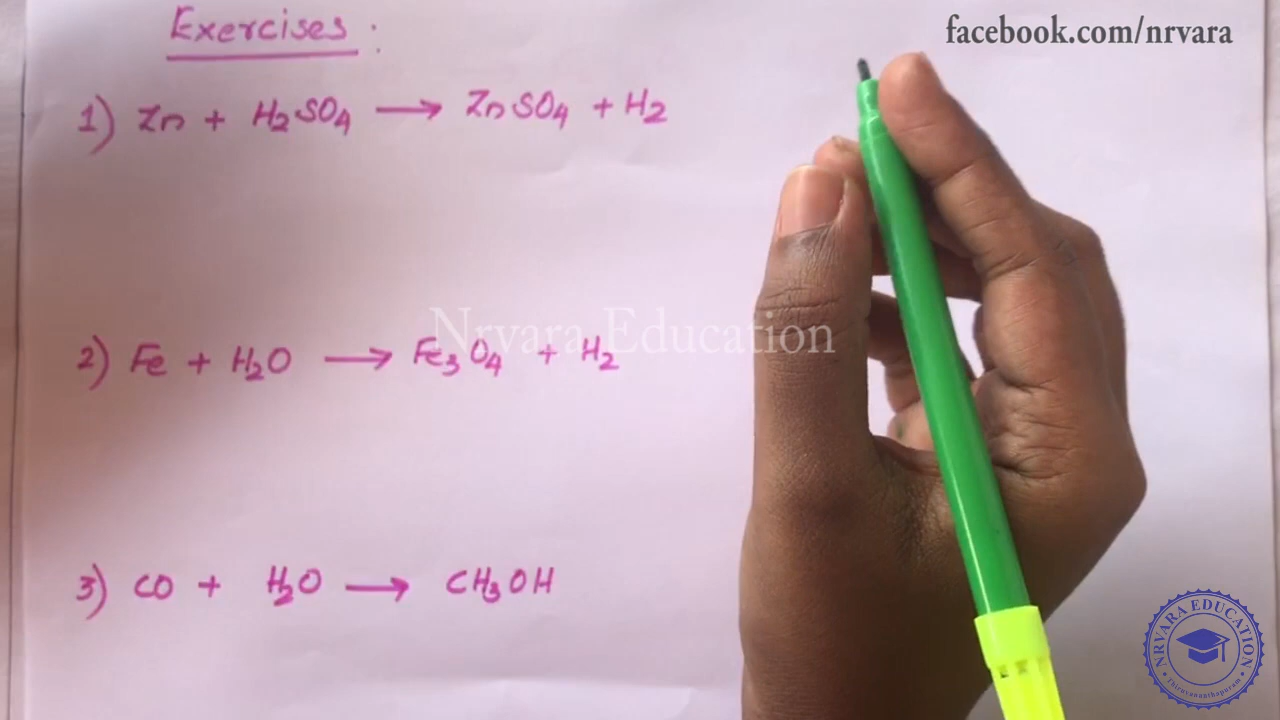 Exercises :
facebook.com/nrvara
1) Zn + H₂SO₄ → ZnSO₄ + H₂
Nrvara Education
2) Fe + H₂O → Fe₃O₄ + H₂
3) CO + H₂O → CH₃OH
NRVARA EDUCATION
• Thiruvananthapuram •